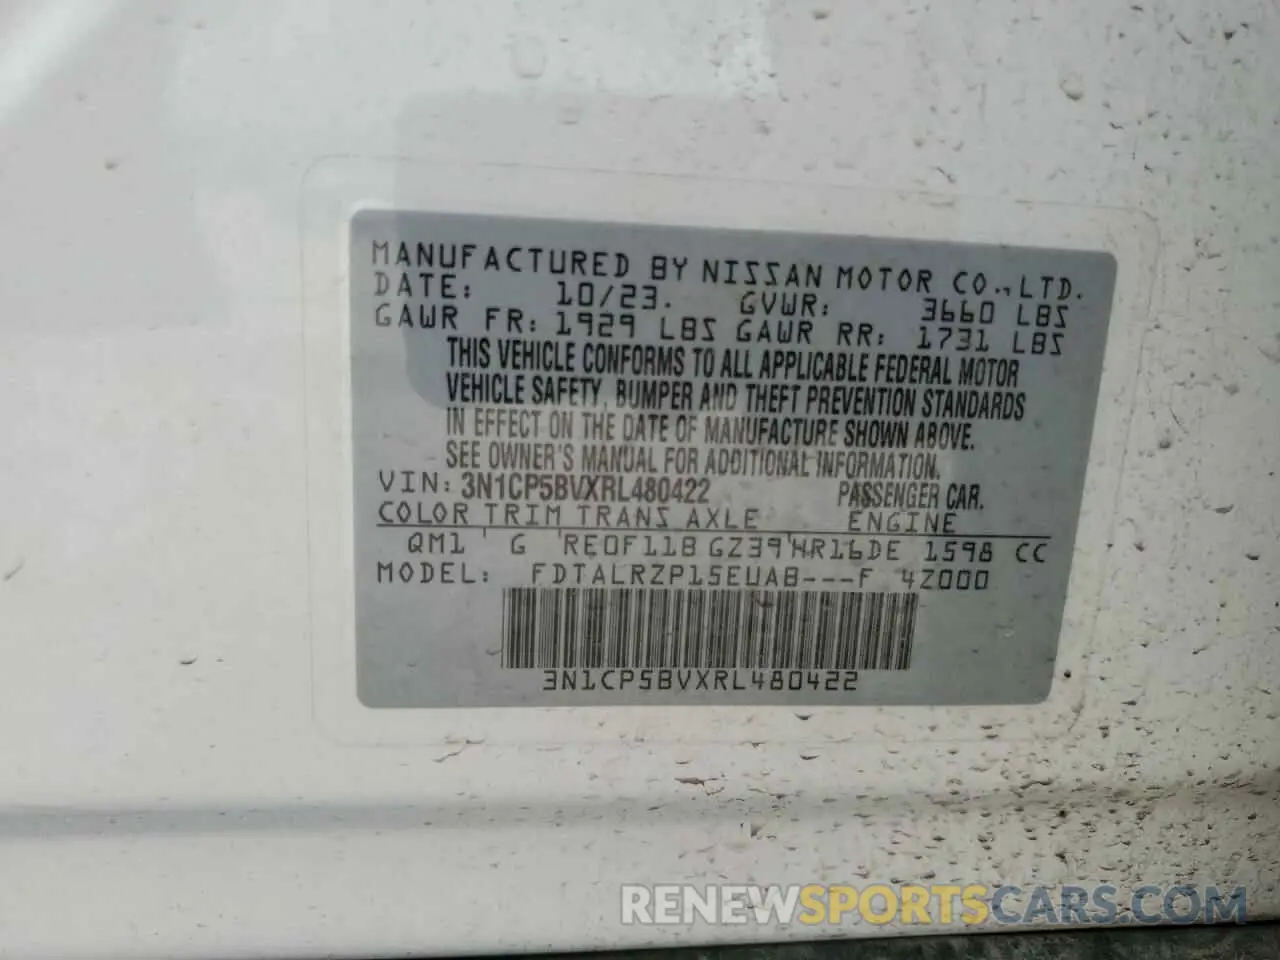 MANUFACTURED BY NISSAN MOTOR CO., LTD.
DATE: 10/23. GVWR: 3660 LBS
GAWR FR: 1929 LBS GAWR RR: 1731 LBS
THIS VEHICLE CONFORMS TO ALL APPLICABLE FEDERAL MOTOR
VEHICLE SAFETY, BUMPER AND THEFT PREVENTION STANDARDS
IN EFFECT ON THE DATE OF MANUFACTURE SHOWN ABOVE.
SEE OWNER'S MANUAL FOR ADDITIONAL INFORMATION.
VIN: 3N1CP5BVXRL480422 PASSENGER CAR.
COLOR TRIM TRANS AXLE ENGINE
QM1 ' G ' RE0F11B GZ39 ' HR16DE 1598 CC
MODEL: FDTALRZP15EUAB---F 4Z000
3N1CP5BVXRL480422
RENEWSPORTSCARS.COM